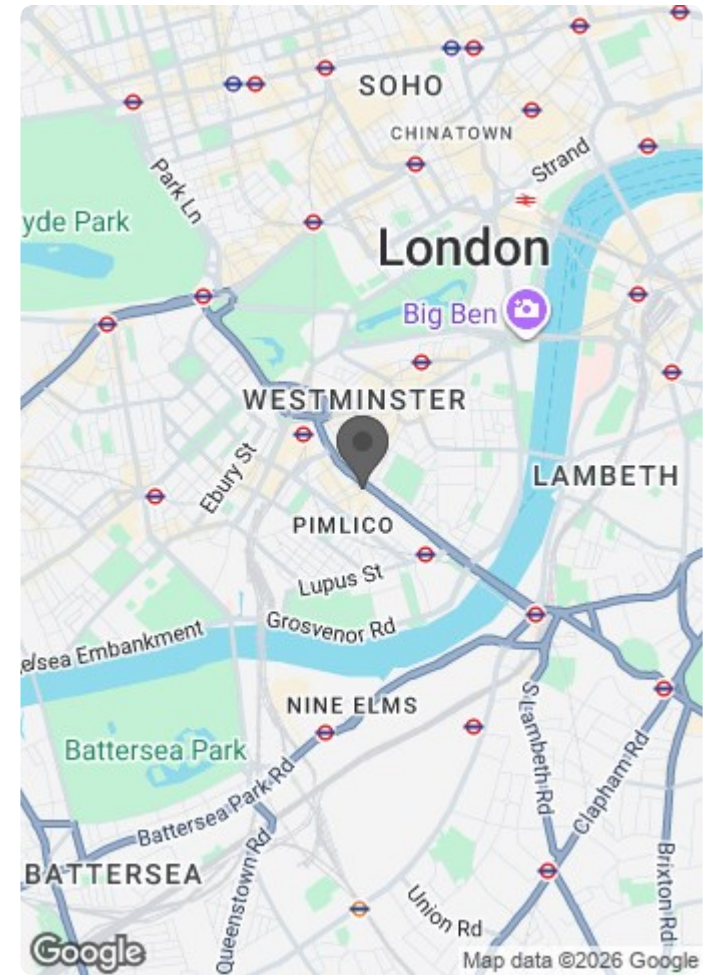 SOHO
CHINATOWN
Strand
Park Ln
yde Park
London
Big Ben
WESTMINSTER
Ebury St
LAMBETH
PIMLICO
Lupus St
Grosvenor Rd
elsea Embankment
NINE ELMS
S Lambeth Rd
Battersea Park
Clapham Rd
Battersea Park Rd
BATTERSEA
Queenstown Rd
Union Rd
Brixton Rd
Google
Map data ©2026 Google